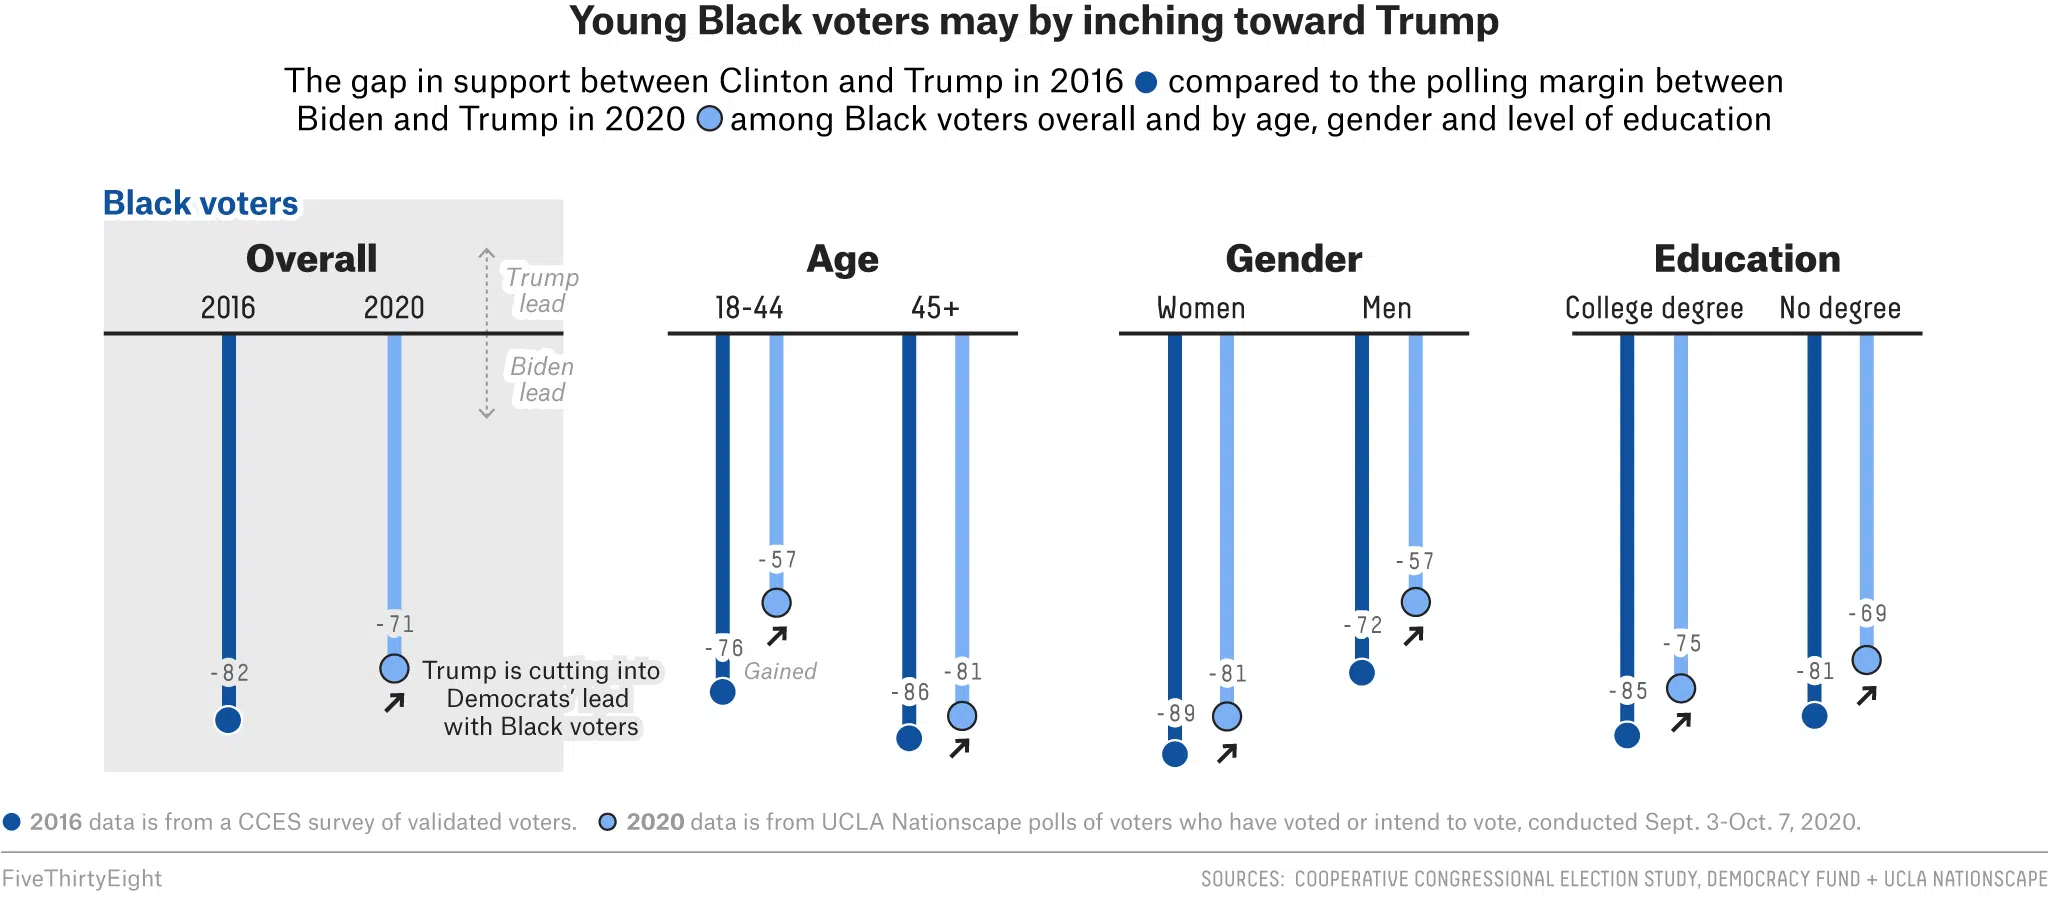 Young Black voters may by inching toward Trump
The gap in support between Clinton and Trump in 2016 compared to the polling margin between
Biden and Trump in 2020 among Black voters overall and by age, gender and level of education
Black voters
Overall
2016 2020
Trump
lead
Biden
lead
-82
-71
Trump is cutting into
Democrats’ lead
with Black voters
Age
18-44 45+
-76
-57
Gained
-86
-81
Gender
Women Men
-89
-81
-72
-57
Education
College degree No degree
-85
-75
-81
-69
2016 data is from a CCES survey of validated voters. 2020 data is from UCLA Nationscape polls of voters who have voted or intend to vote, conducted Sept. 3-Oct. 7, 2020.
FiveThirtyEight
SOURCES: COOPERATIVE CONGRESSIONAL ELECTION STUDY, DEMOCRACY FUND + UCLA NATIONSCAPE